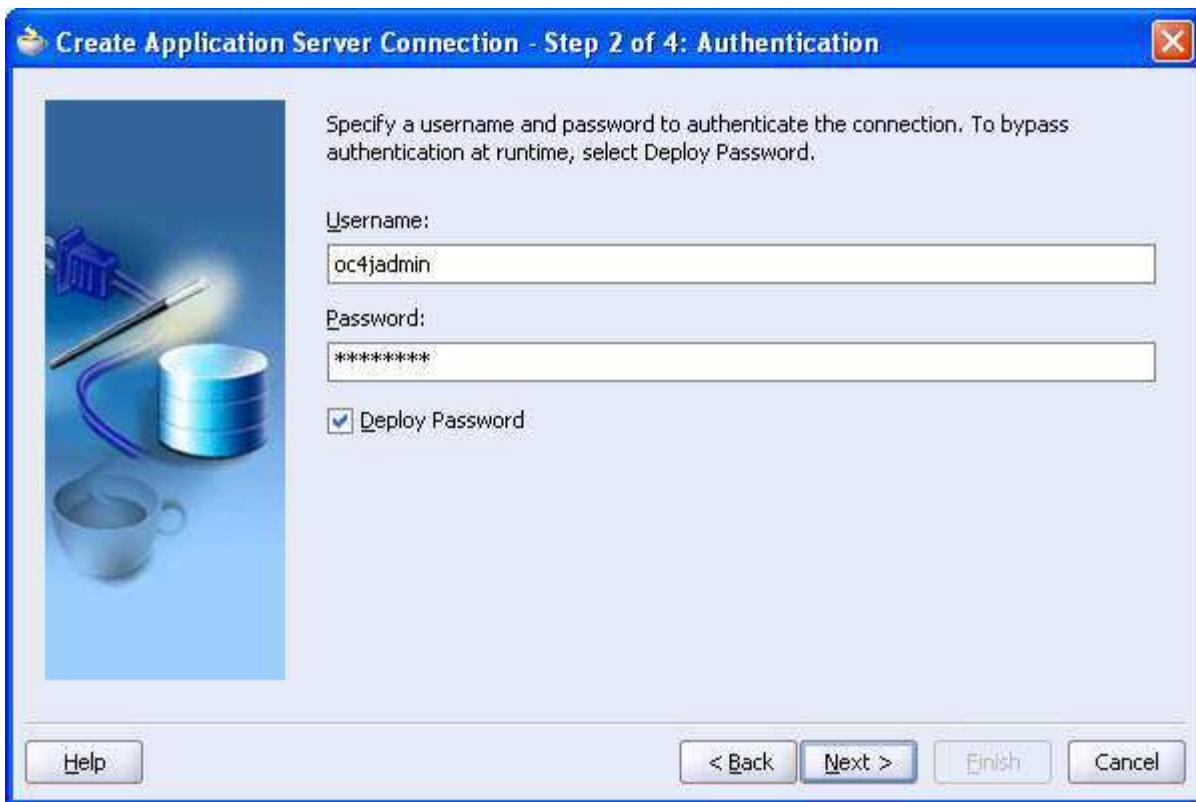 Create Application Server Connection - Step 2 of 4: Authentication
Specify a username and password to authenticate the connection. To bypass
authentication at runtime, select Deploy Password.
Username:
oc4jadmin
Password:
********
Deploy Password
Help
< Back
Next >
Finish
Cancel